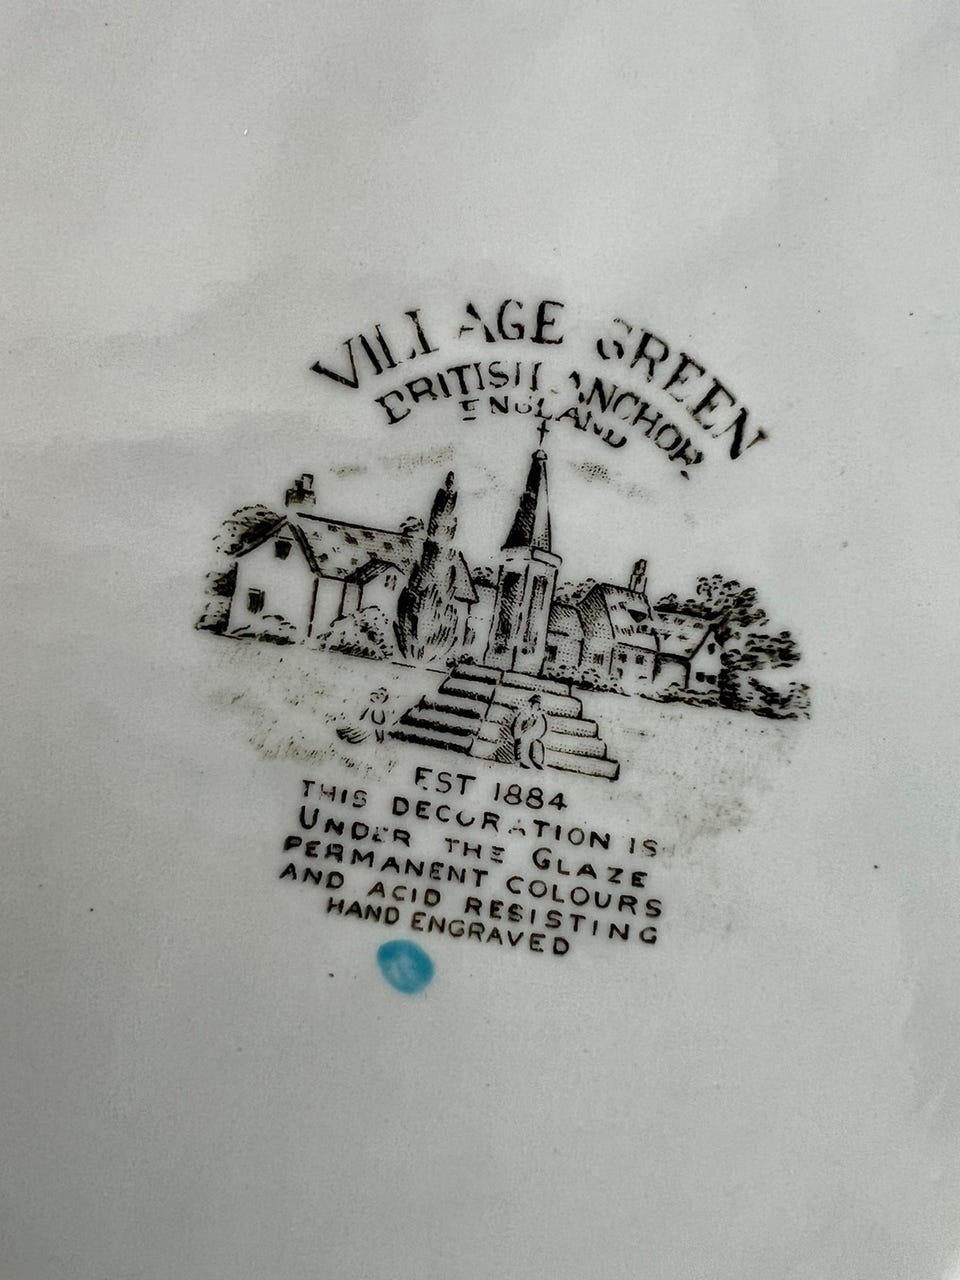 VILLAGE GREEN
BRITISH ANCHOR
ENGLAND
EST 1884
THIS DECORATION IS
UNDER THE GLAZE
PERMANENT COLOURS
AND ACID RESISTING
HAND ENGRAVED